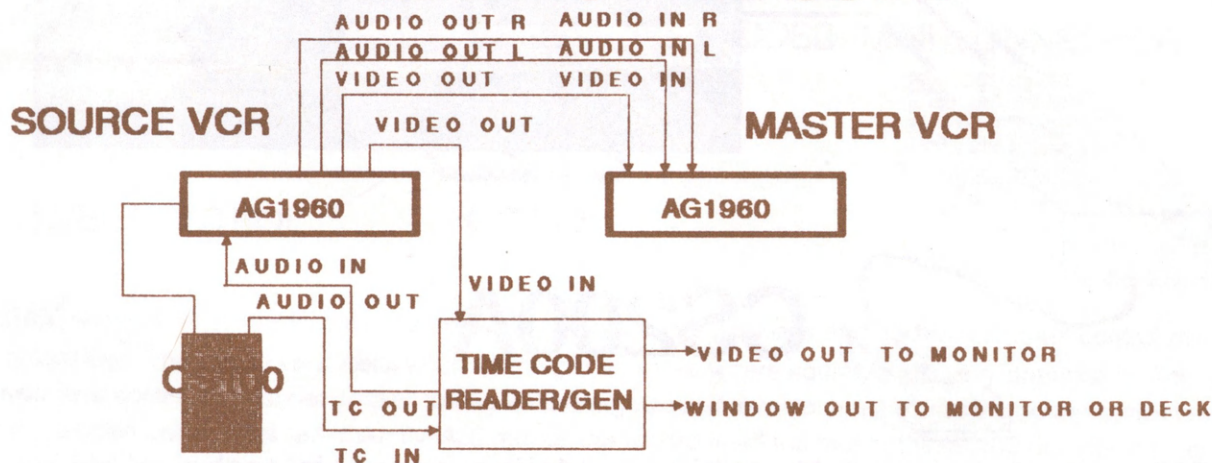 AUDIO OUT R AUDIO IN R
AUDIO OUT L AUDIO IN L
VIDEO OUT VIDEO IN
SOURCE VCR VIDEO OUT MASTER VCR
AG1960 AG1960
AUDIO IN
AUDIO OUT VIDEO IN
TIME CODE VIDEO OUT TO MONITOR
READER/GEN WINDOW OUT TO MONITOR OR DECK
TC OUT
TC IN